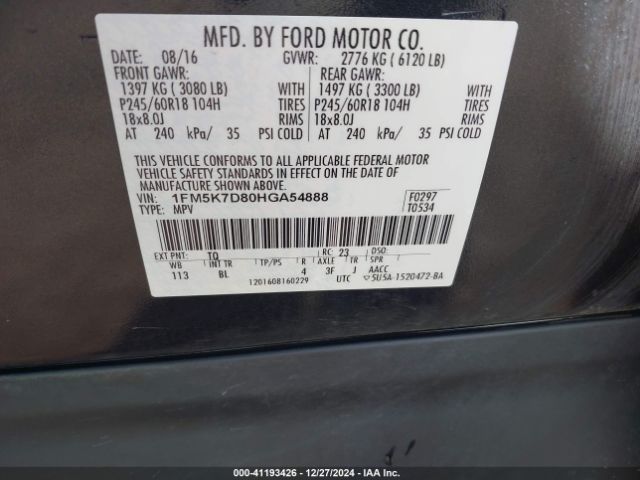 MFD. BY FORD MOTOR CO.
DATE: 08/16 GVWR: 2776 KG ( 6120 LB)
FRONT GAWR: REAR GAWR:
1397 KG ( 3080 LB) WITH 1497 KG ( 3300 LB) WITH
P245/60R18 104H TIRES P245/60R18 104H TIRES
18x8.0J RIMS 18x8.0J RIMS
AT 240 kPa/ 35 PSI COLD AT 240 kPa/ 35 PSI COLD
THIS VEHICLE CONFORMS TO ALL APPLICABLE FEDERAL MOTOR
VEHICLE SAFETY STANDARDS IN EFFECT ON THE DATE OF
MANUFACTURE SHOWN ABOVE.
VIN: 1FM5K7D80HGA54888 F0297
TYPE: MPV T0534
EXT PNT: TQ RC: 23 DSO:
WB INT TR TP/PS R AXLE TR SPR
113 BL 4 3F J AACC
1201608160229 UTC 5U5A-1520472-BA
000-41193426 - 12/27/2024 - IAA Inc.